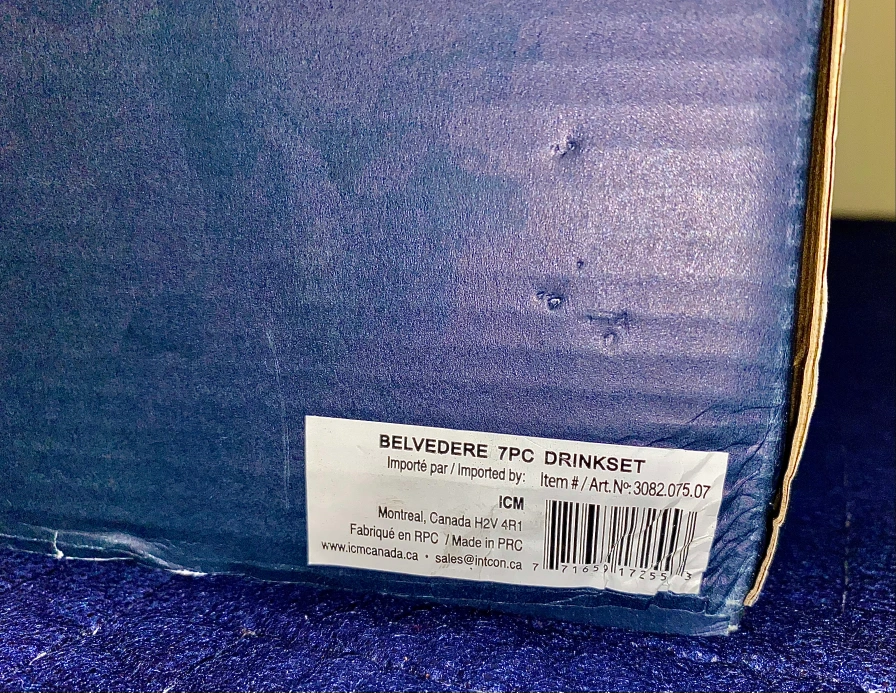 BELVEDERE 7PC DRINKSET
Importé par / Imported by: Item # / Art. Nº: 3082.075.07
ICM
Montreal, Canada H2V 4R1
Fabriqué en RPC / Made in PRC
www.icmcanada.ca • sales@intcon.ca
7 71659 17255 3